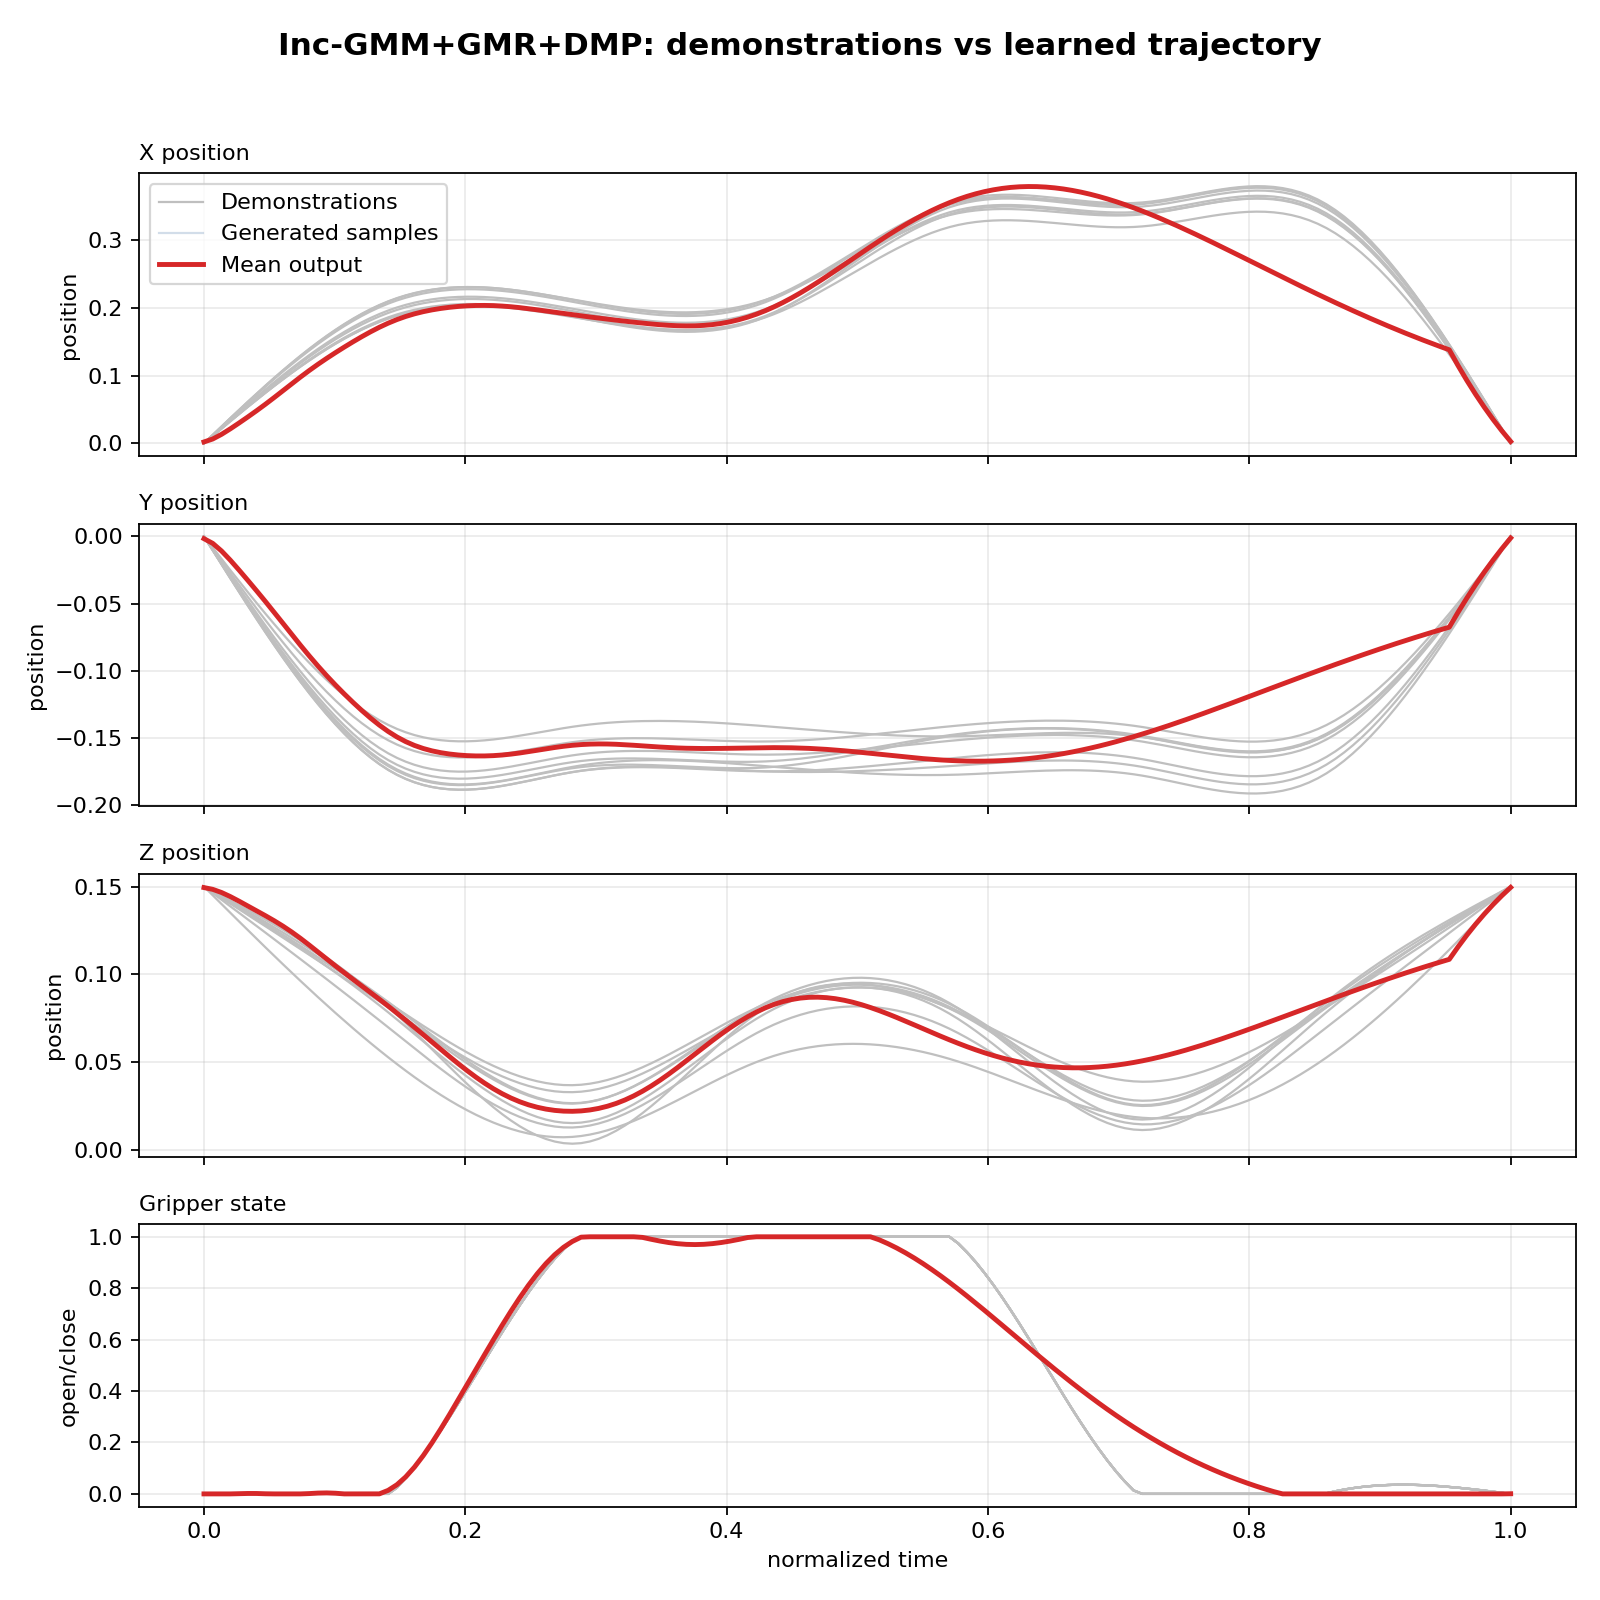 Inc-GMM+GMR+DMP: demonstrations vs learned trajectory
X position
Demonstrations
Generated samples
Mean output
0.3
0.2
0.1
0.0
position
Y position
0.00
−0.05
−0.10
−0.15
−0.20
position
Z position
0.15
0.10
0.05
0.00
position
Gripper state
1.0
0.8
0.6
0.4
0.2
0.0
open/close
0.0 0.2 0.4 0.6 0.8 1.0
normalized time